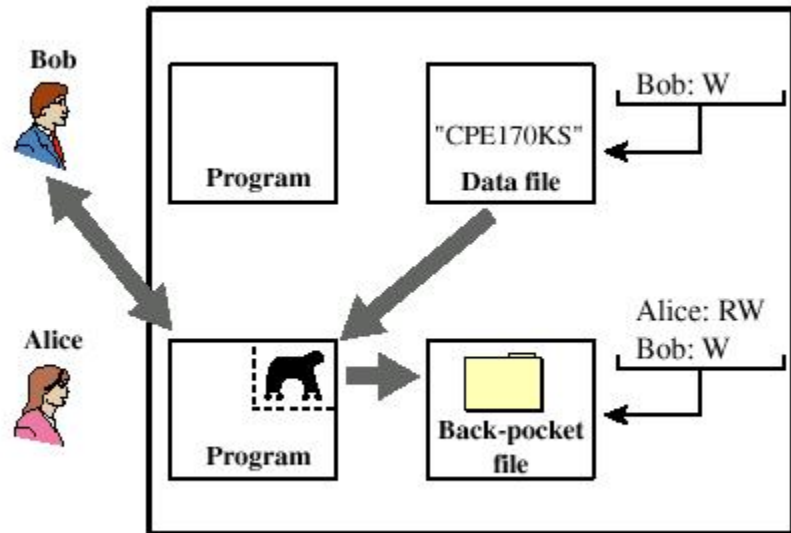 Bob
Program
"CPE170KS"
Data file
Bob: W
Alice
Program
Back-pocket
file
Alice: RW
Bob: W